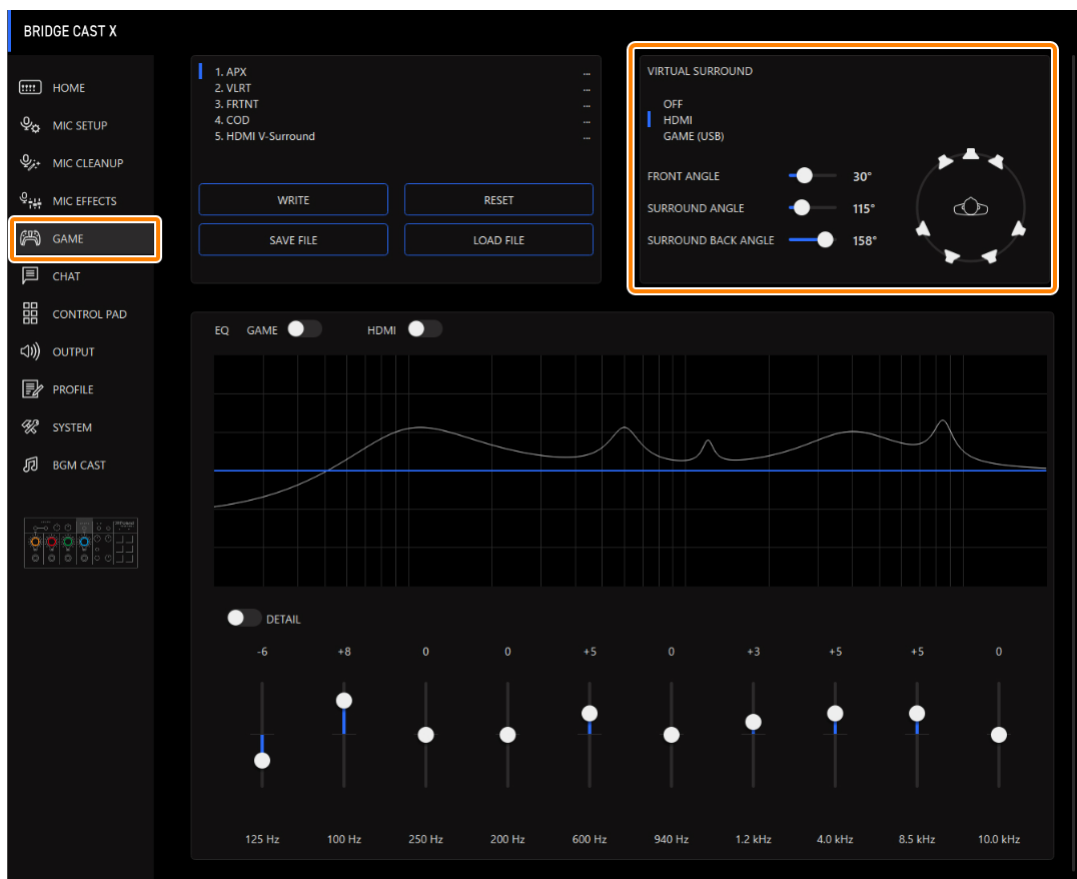 BRIDGE CAST X
HOME
MIC SETUP
MIC CLEANUP
MIC EFFECTS
GAME
CHAT
CONTROL PAD
OUTPUT
PROFILE
SYSTEM
BGM CAST
1. APX ---
2. VLRT ---
3. FRTNT ---
4. COD ---
5. HDMI V-Surround ---
WRITE RESET
SAVE FILE LOAD FILE
VIRTUAL SURROUND
OFF
HDMI
GAME (USB)
FRONT ANGLE 30°
SURROUND ANGLE 115°
SURROUND BACK ANGLE 158°
EQ GAME HDMI
DETAIL
-6 +8 0 0 +5 0 +3 +5 +5 0
125 Hz 100 Hz 250 Hz 200 Hz 600 Hz 940 Hz 1.2 kHz 4.0 kHz 8.5 kHz 10.0 kHz